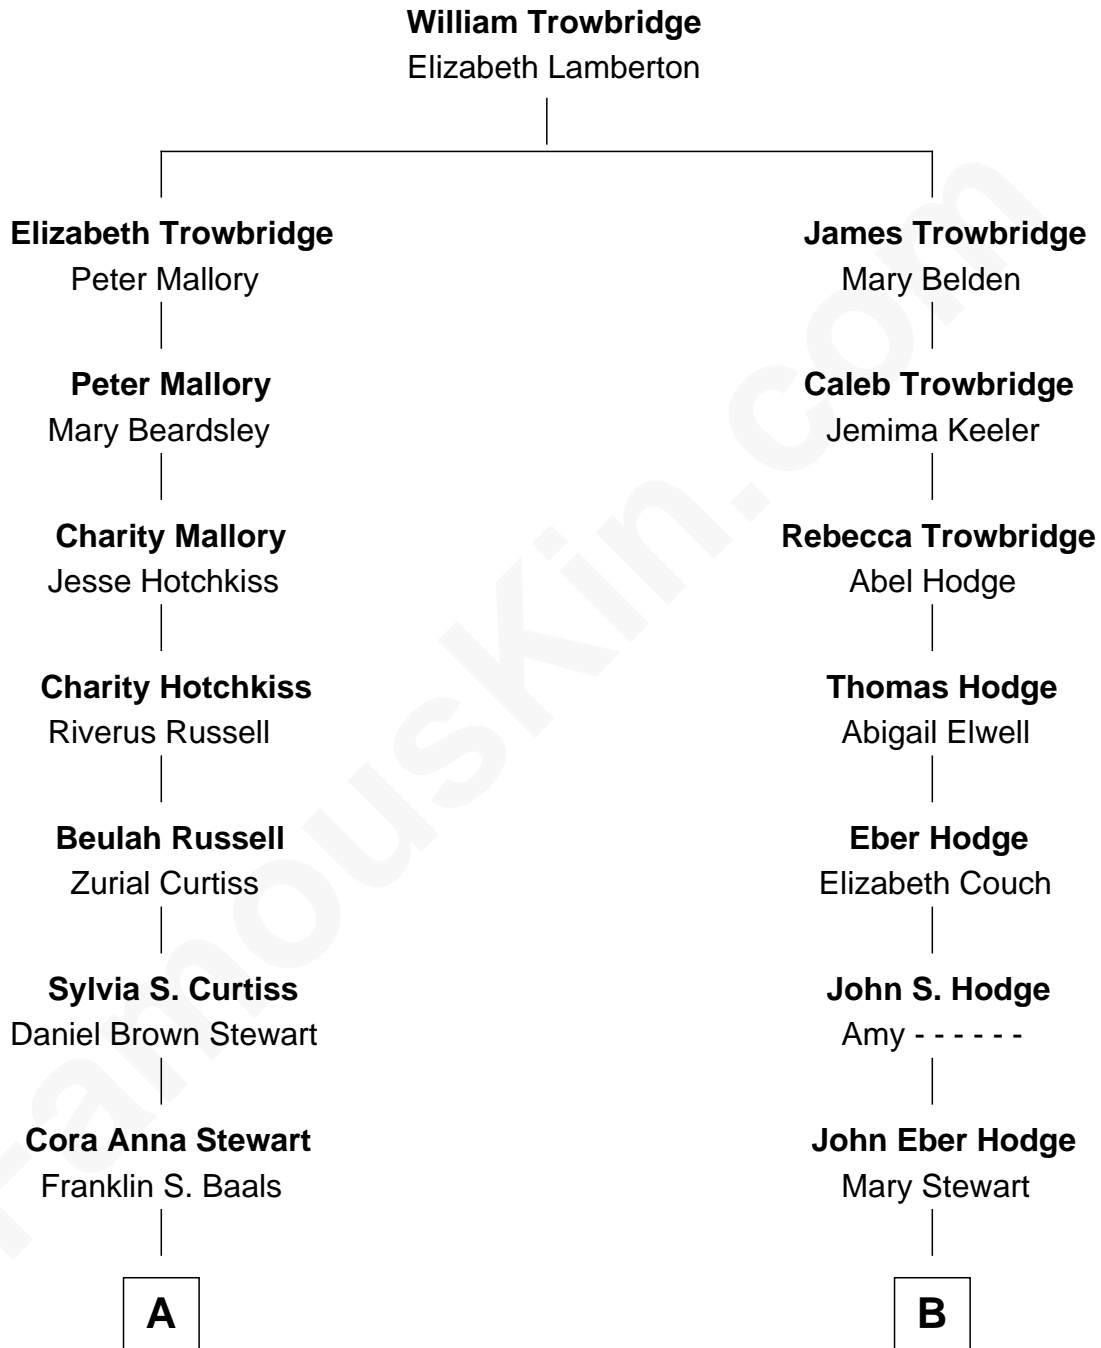 William Trowbridge
Elizabeth Lamberton
Elizabeth Trowbridge
Peter Mallory
James Trowbridge
Mary Belden
Peter Mallory
Mary Beardsley
Caleb Trowbridge
Jemima Keeler
Charity Mallory
Jesse Hotchkiss
Rebecca Trowbridge
Abel Hodge
Charity Hotchkiss
Riverus Russell
Thomas Hodge
Abigail Elwell
Beulah Russell
Zurial Curtiss
Eber Hodge
Elizabeth Couch
Sylvia S. Curtiss
Daniel Brown Stewart
John S. Hodge
Amy - - - - - -
Cora Anna Stewart
Franklin S. Baals
John Eber Hodge
Mary Stewart
A
B
FamousKin.com